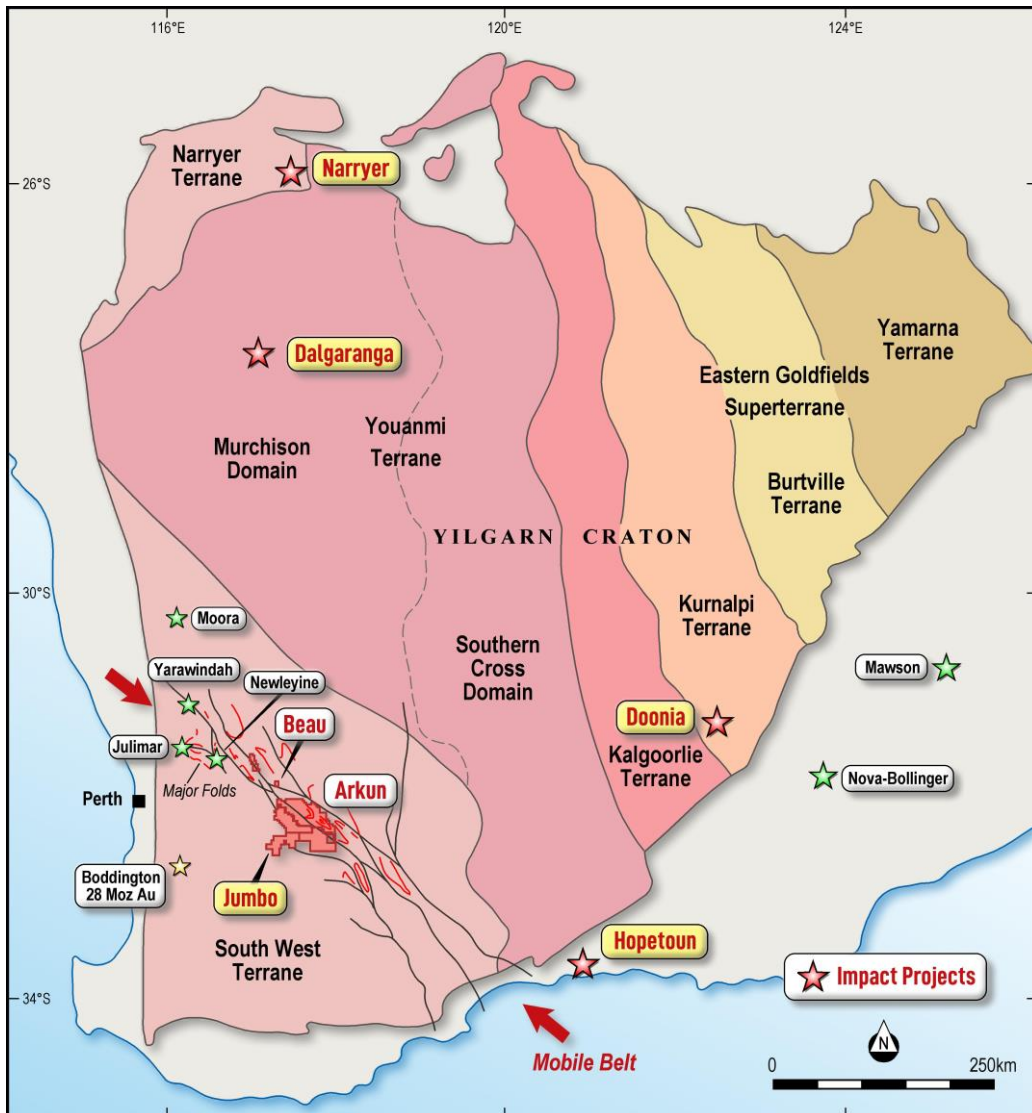 116°E
120°E
124°E
Narryer
Terrane
Narryer
26°S
Dalgaranga
Yamarna
Terrane
Eastern Goldfields
Superterrane
Youanmi
Terrane
Murchison
Domain
Burtville
Terrane
YILGARN CRATON
30°S
Moora
Kurnalpi
Terrane
Yarawindah
Newleyine
Southern
Cross
Domain
Mawson
Beau
Doonia
Julimar
Kalgoorlie
Terrane
Nova-Bollinger
Major Folds
Arkun
Perth
Boddington
28 Moz Au
Jumbo
South West
Terrane
Hopetoun
Impact Projects
34°S
Mobile Belt
N
0
250km